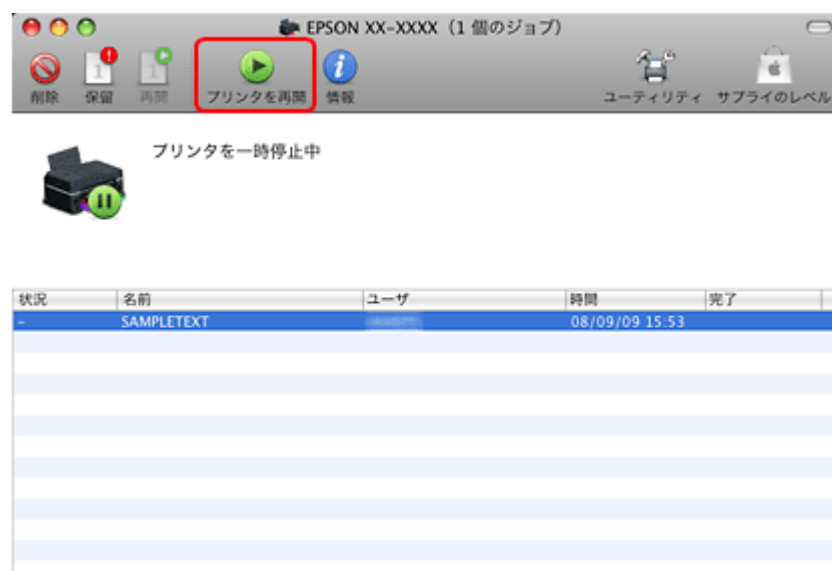 EPSON XX-XXXX（1 個のジョブ）
削除 保留 再開 プリンタを再開 情報 ユーティリティ サプライのレベル
プリンタを一時停止中
状況 名前 ユーザ 時間 完了
- SAMPLETEXT 08/09/09 15:53